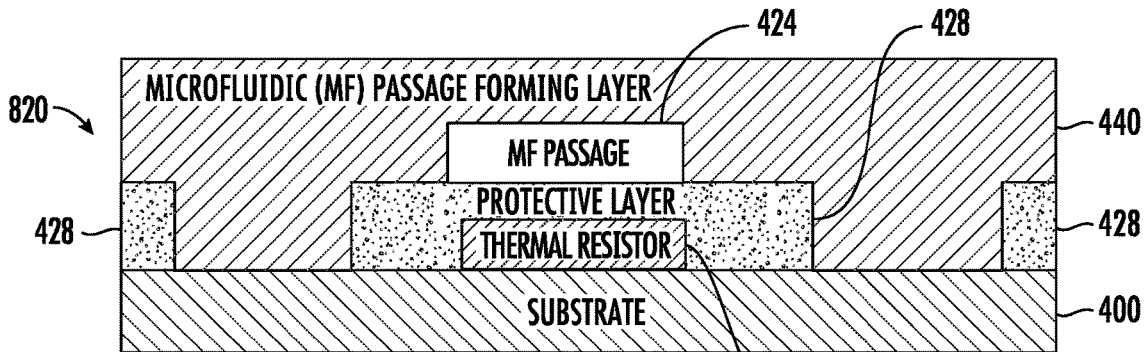 424
428
MICROFLUIDIC (MF) PASSAGE FORMING LAYER
820
440
MF PASSAGE
PROTECTIVE LAYER
428
428
THERMAL RESISTOR
SUBSTRATE
400